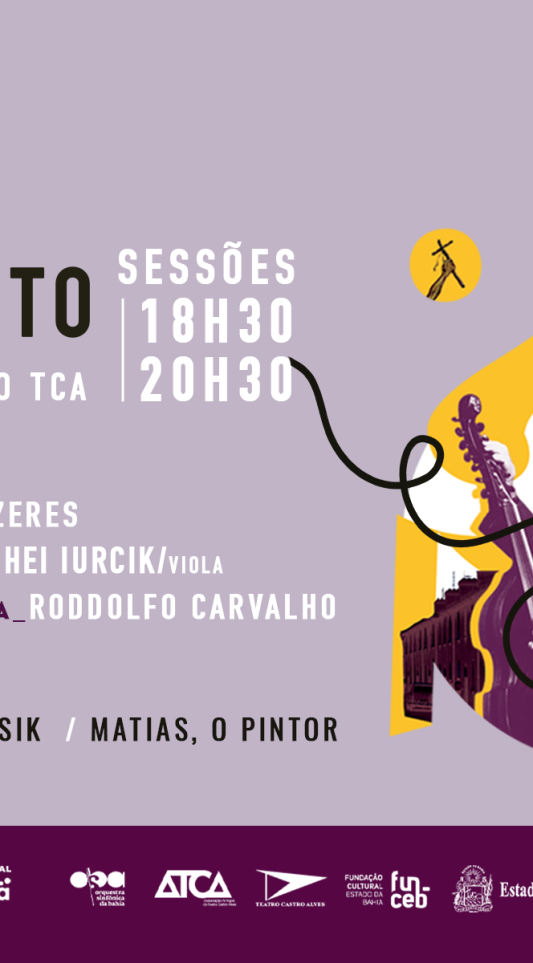 SESSÕES
TO
18H30
O TCA
20H30
ZERES
HEI IURCIK/VIOLA
A_RODDOLFO CARVALHO
SIK / MATIAS, O PINTOR
AL
á
orquestra
sinfônica
da bahia
ATCA
TEATRO CASTRO ALVES
FUNDAÇÃO
CULTURAL
ESTADO DA
BAHIA
fun-
ceb
Estad